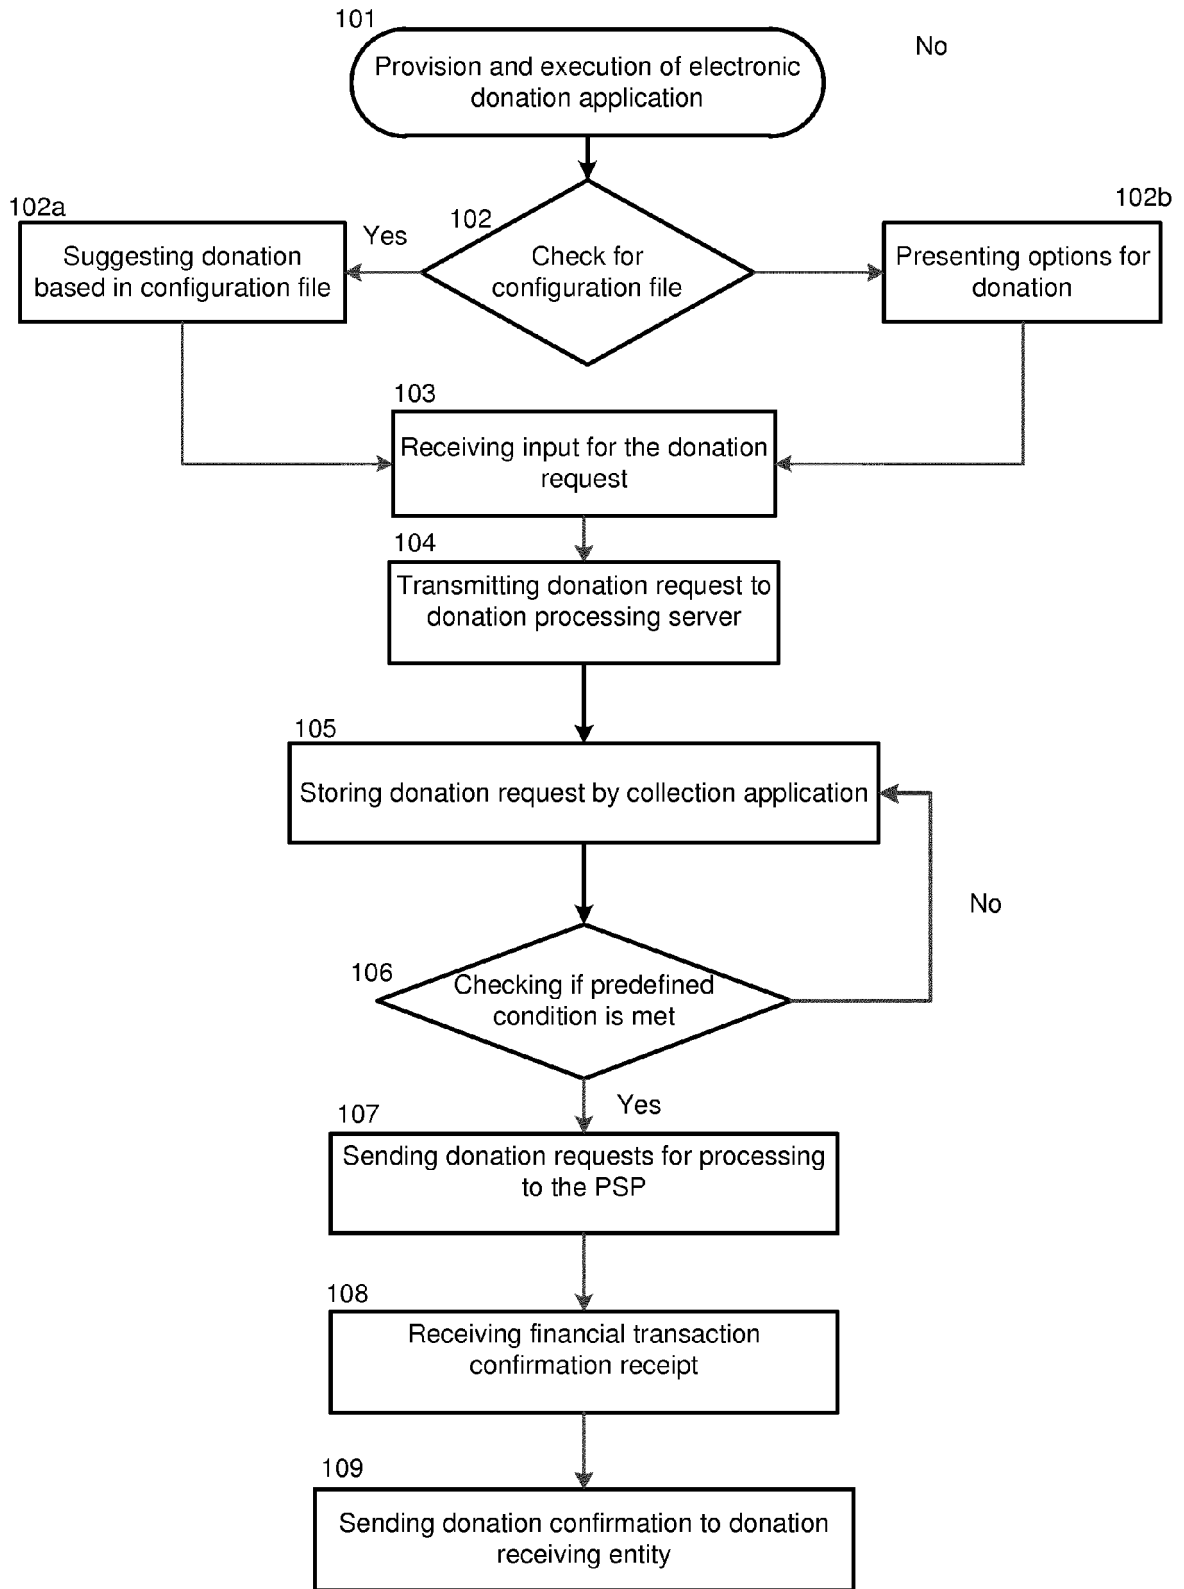 101
No
Provision and execution of electronic
donation application
102a
102
Yes
102b
Suggesting donation
based in configuration file
Check for
configuration file
Presenting options for
donation
103
Receiving input for the donation
request
104
Transmitting donation request to
donation processing server
105
Storing donation request by collection application
No
106
Checking if predefined
condition is met
Yes
107
Sending donation requests for processing
to the PSP
108
Receiving financial transaction
confirmation receipt
109
Sending donation confirmation to donation
receiving entity